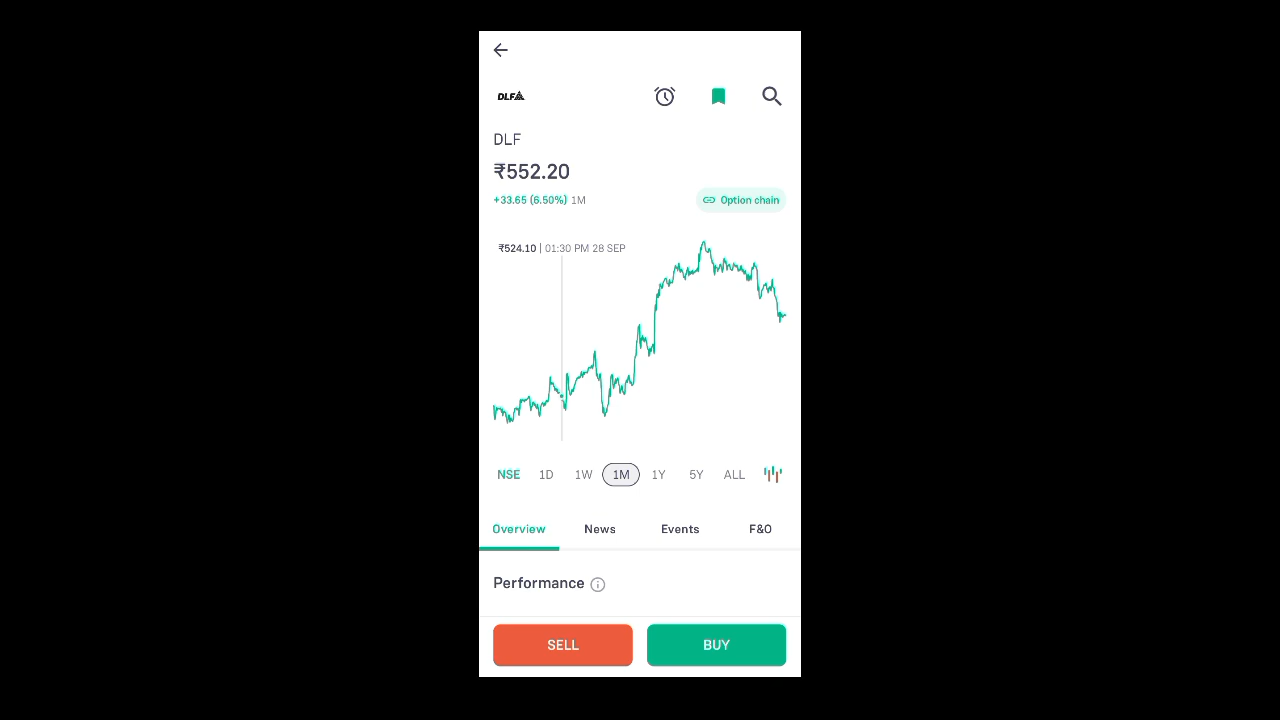 DLF
DLF
₹552.20
+33.65 (6.50%) 1M
Option chain
₹524.10 | 01:30 PM 28 SEP
NSE 1D 1W 1M 1Y 5Y ALL
Overview News Events F&O
Performance
SELL BUY